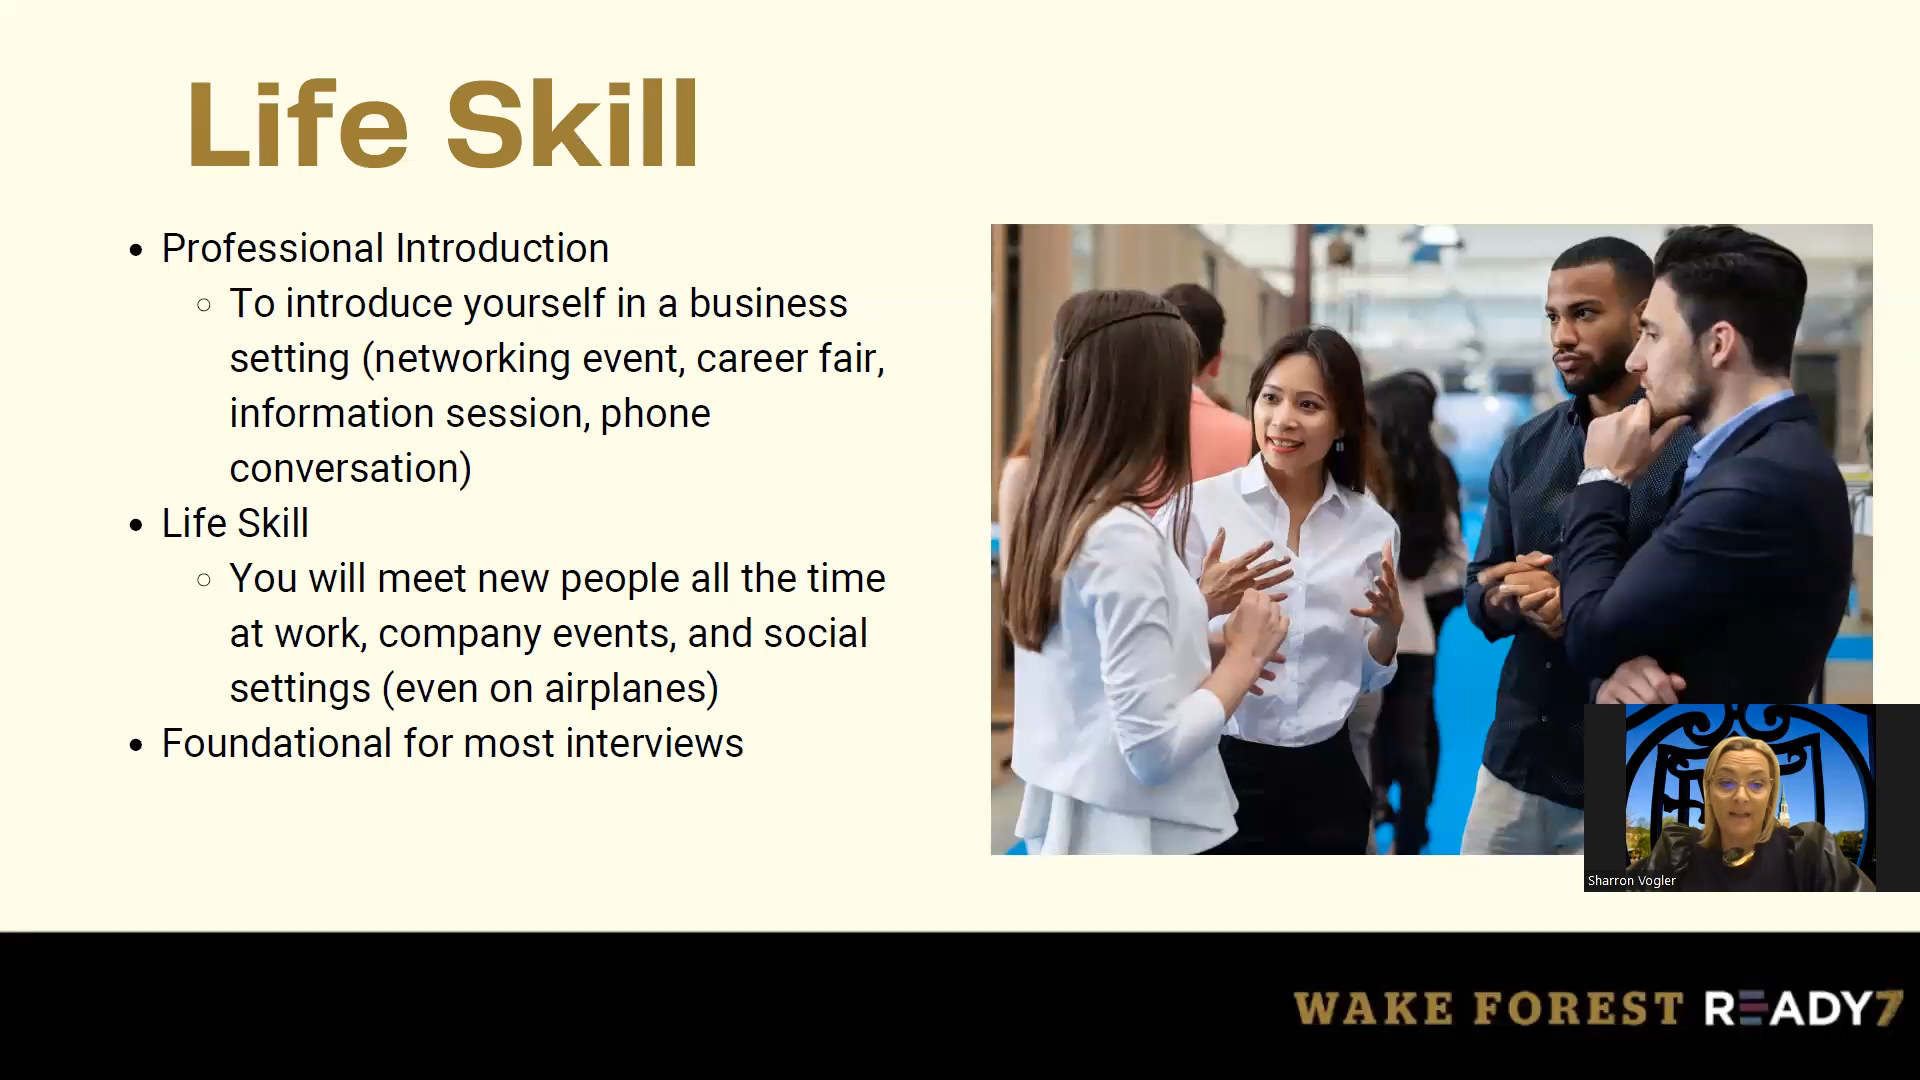 Life Skill
• Professional Introduction
○ To introduce yourself in a business
setting (networking event, career fair,
information session, phone
conversation)
• Life Skill
○ You will meet new people all the time
at work, company events, and social
settings (even on airplanes)
• Foundational for most interviews
Sharron Vogler
WAKE FOREST READY7